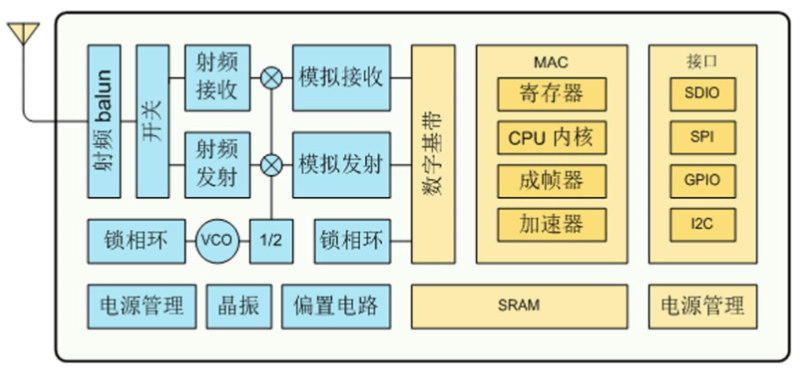 射频 balun
开关
射频
接收
模拟接收
射频
发射
模拟发射
锁相环
VCO
1/2
锁相环
数字基带
MAC
寄存器
CPU 内核
成帧器
加速器
接口
SDIO
SPI
GPIO
I2C
电源管理
晶振
偏置电路
SRAM
电源管理